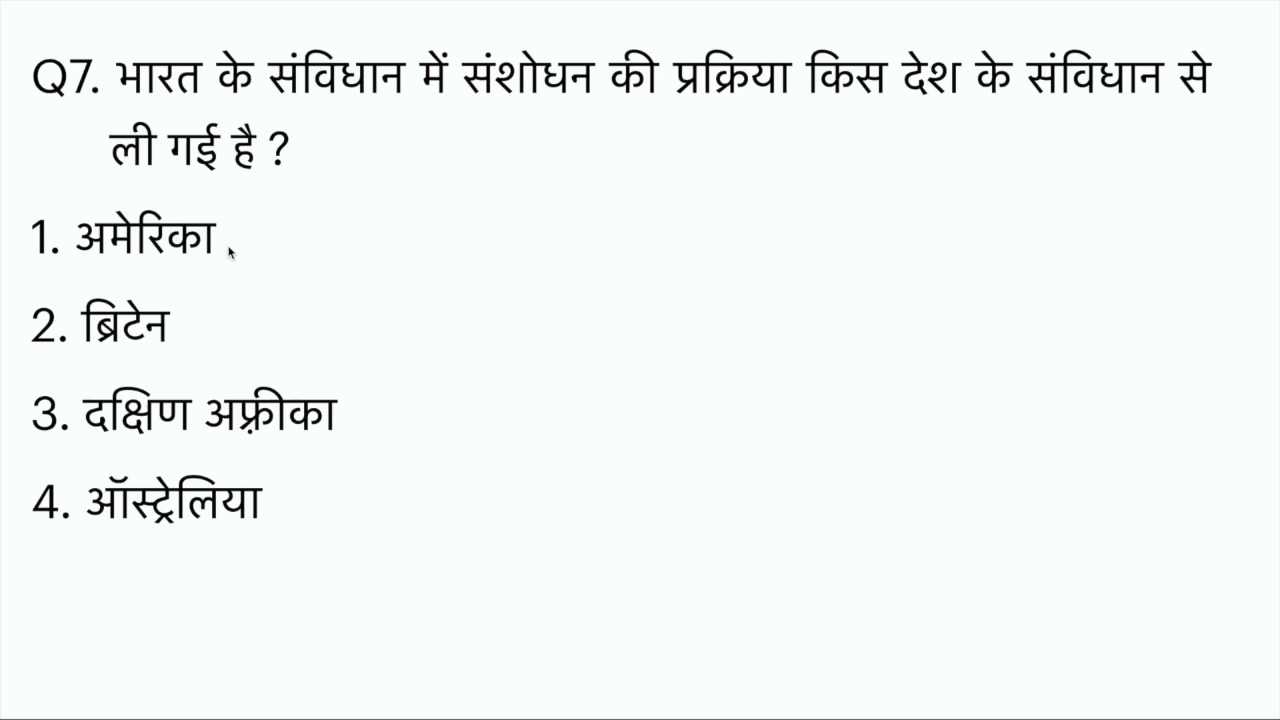 Q7. भारत के संविधान में संशोधन की प्रक्रिया किस देश के संविधान से
ली गई है ?
1. अमेरिका
2. ब्रिटेन
3. दक्षिण अफ़्रीका
4. ऑस्ट्रेलिया